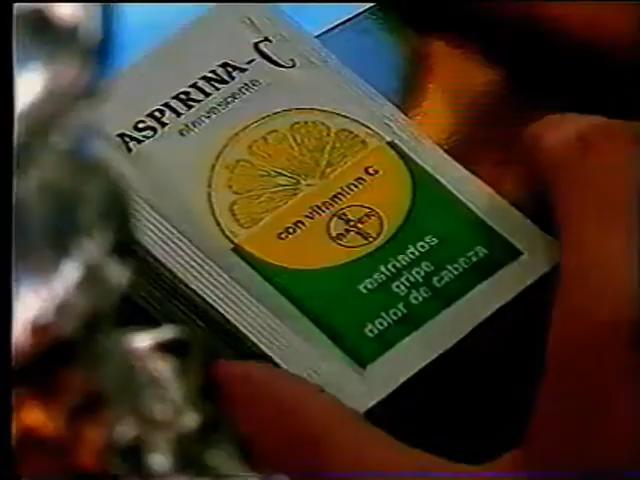 ASPIRINA-C
efervescente
con vitamina C
BAYER
resfriados
gripe
dolor de cabeza